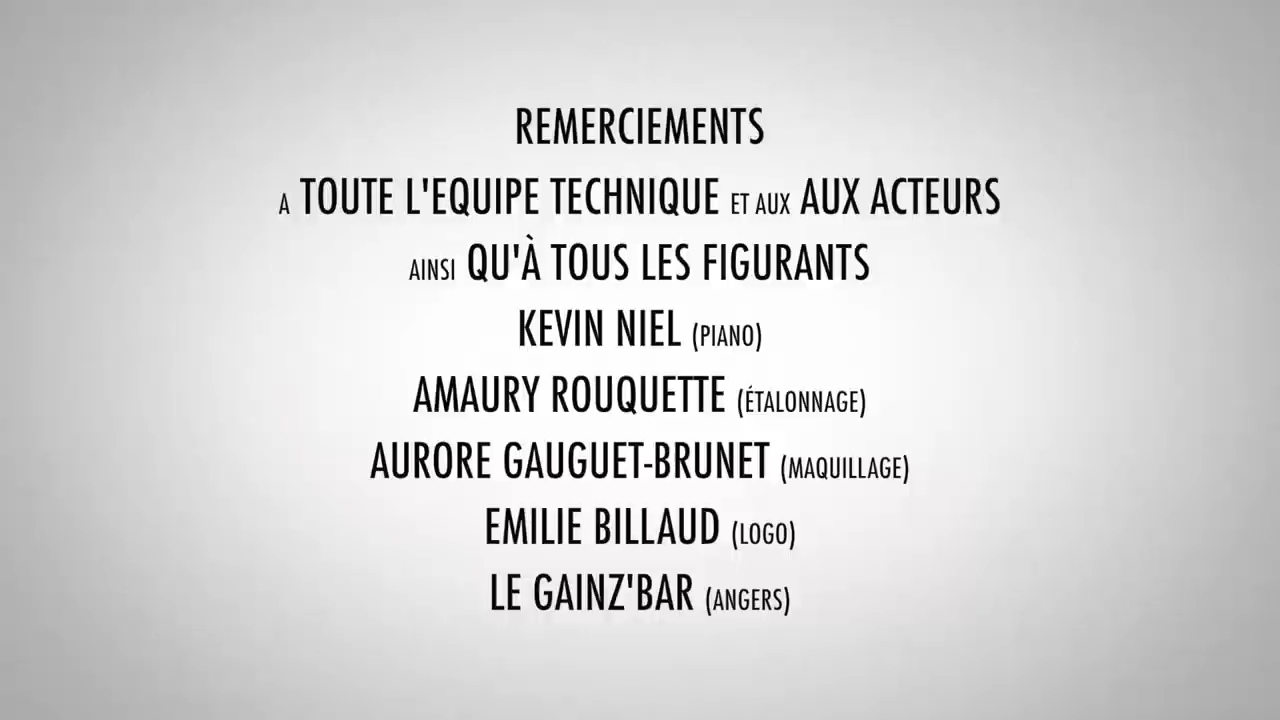 REMERCIEMENTS
A TOUTE L'EQUIPE TECHNIQUE ET AUX AUX ACTEURS
AINSI QU'À TOUS LES FIGURANTS
KEVIN NIEL (PIANO)
AMAURY ROUQUETTE (ÉTALONNAGE)
AURORE GAUGUET-BRUNET (MAQUILLAGE)
EMILIE BILLAUD (LOGO)
LE GAINZ'BAR (ANGERS)